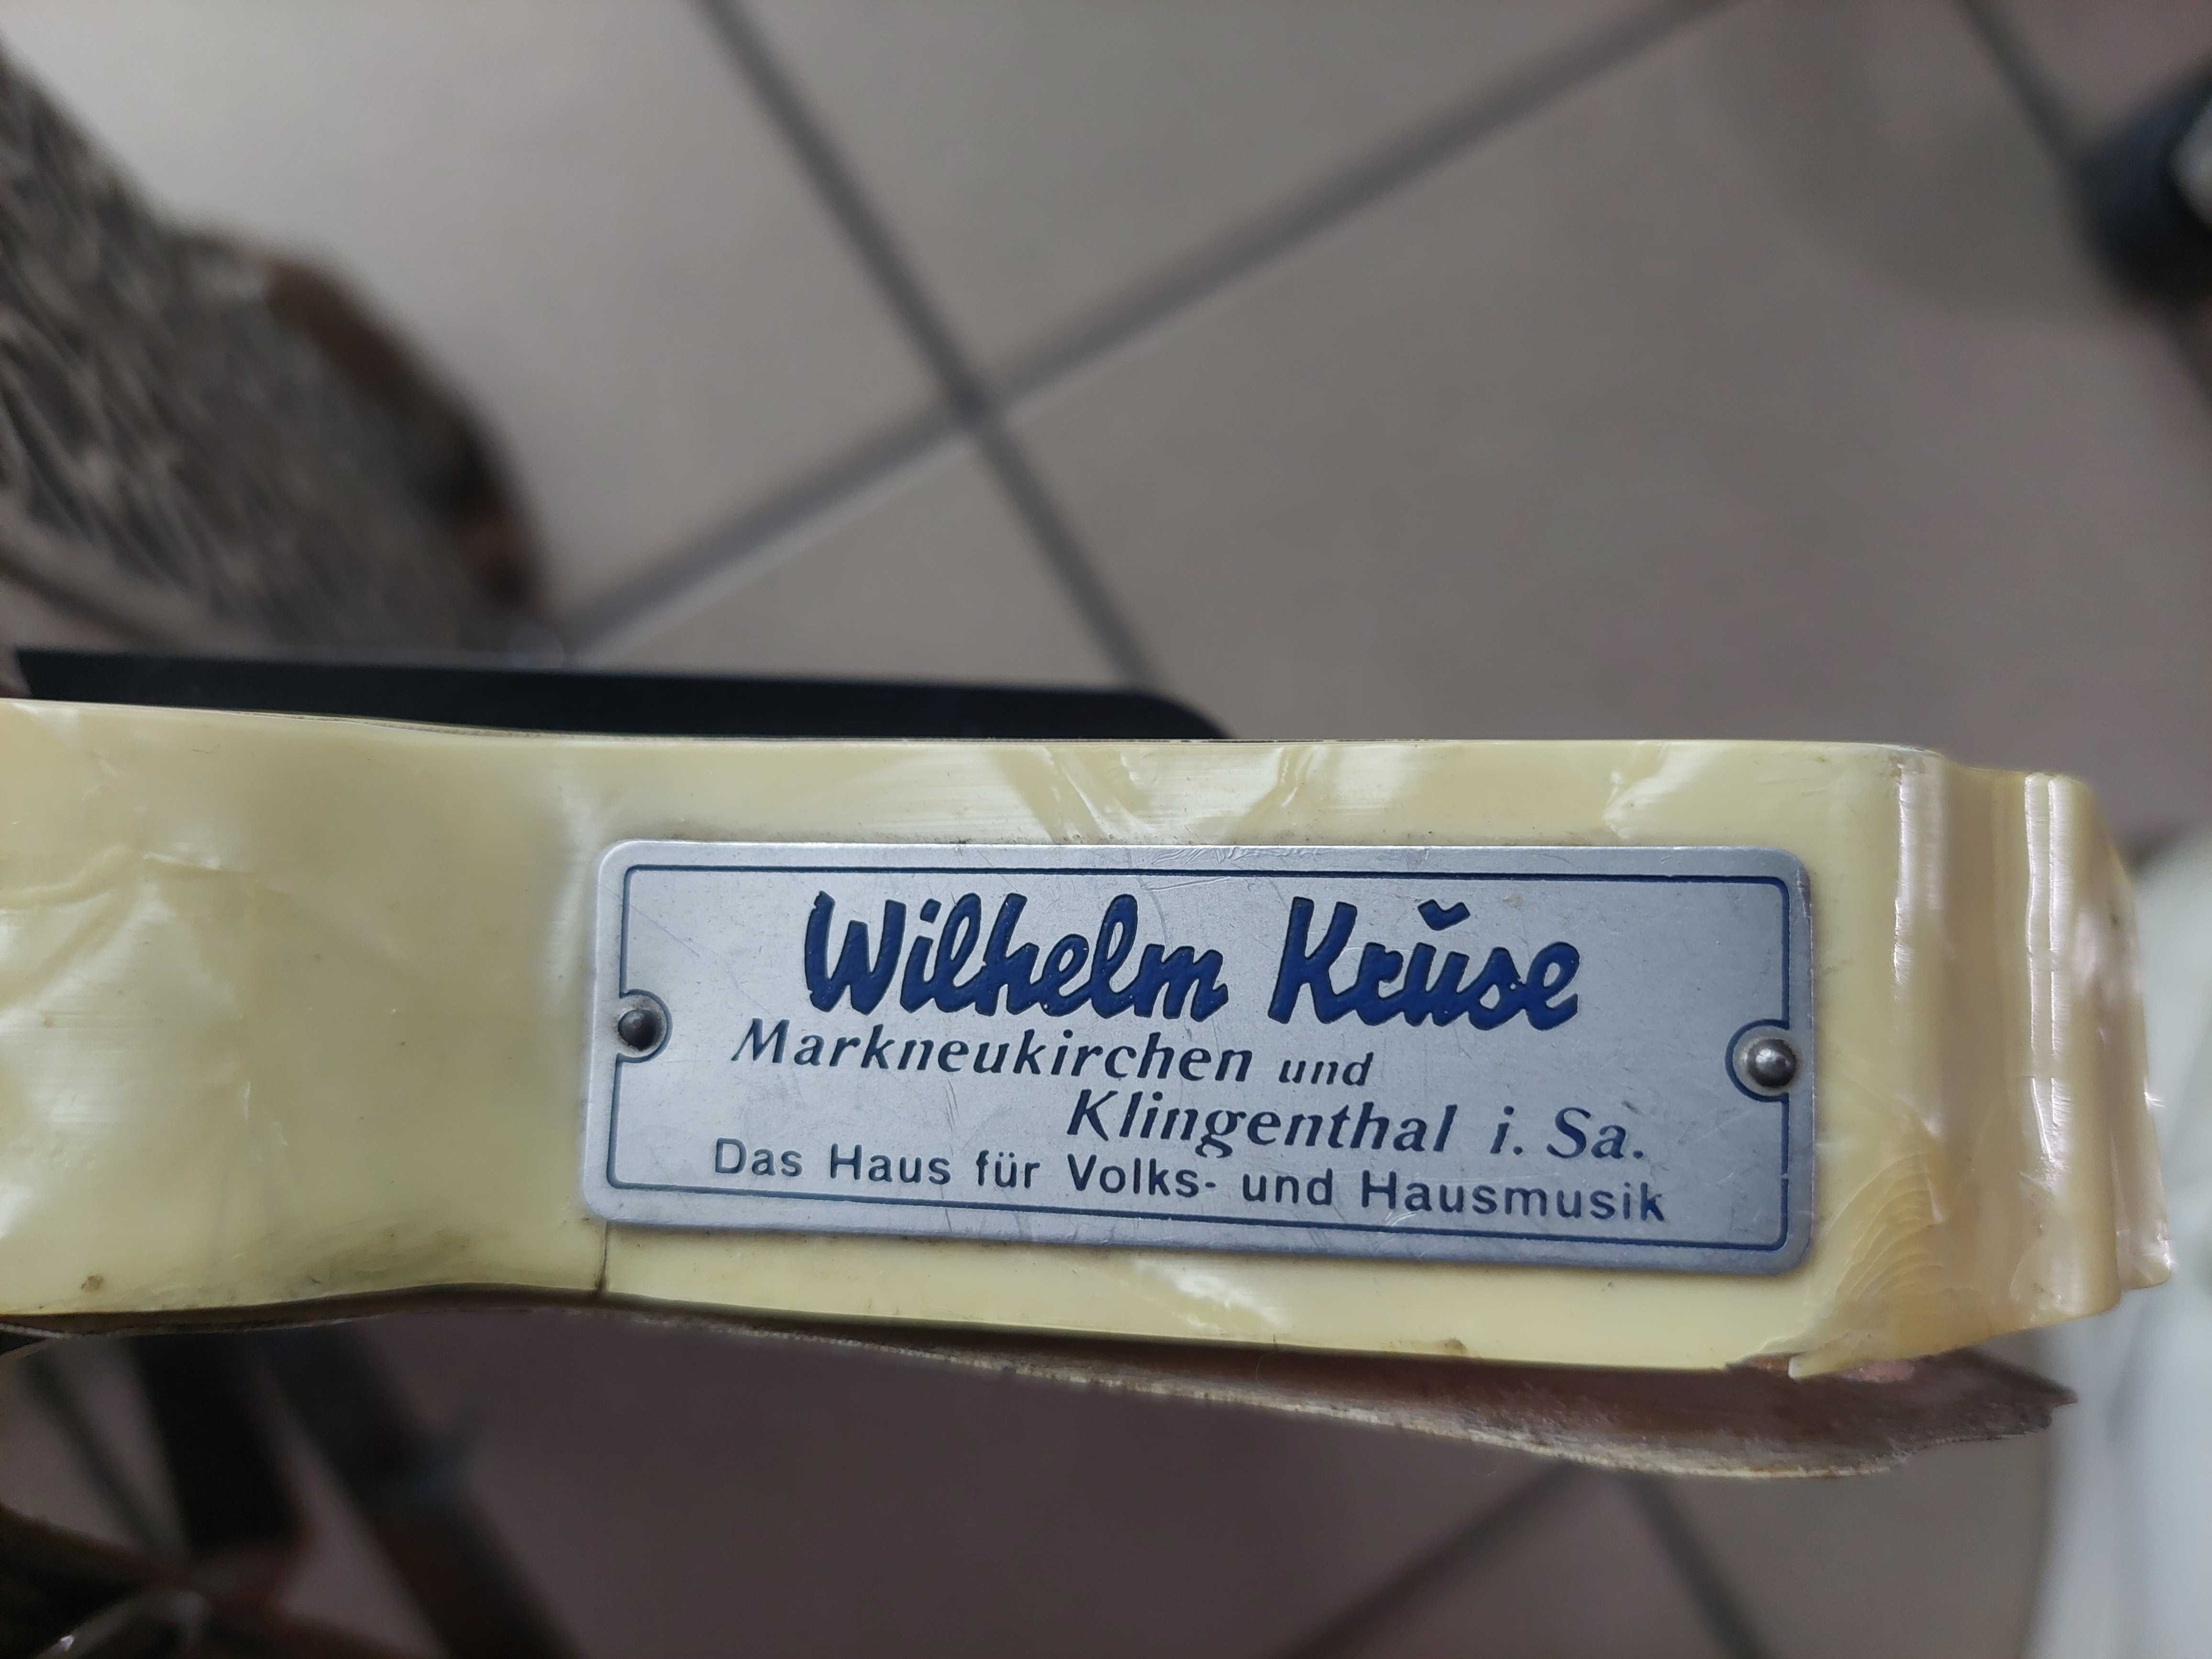 Wilhelm Krŭse
Markneukirchen und
Klingenthal i. Sa.
Das Haus für Volks- und Hausmusik